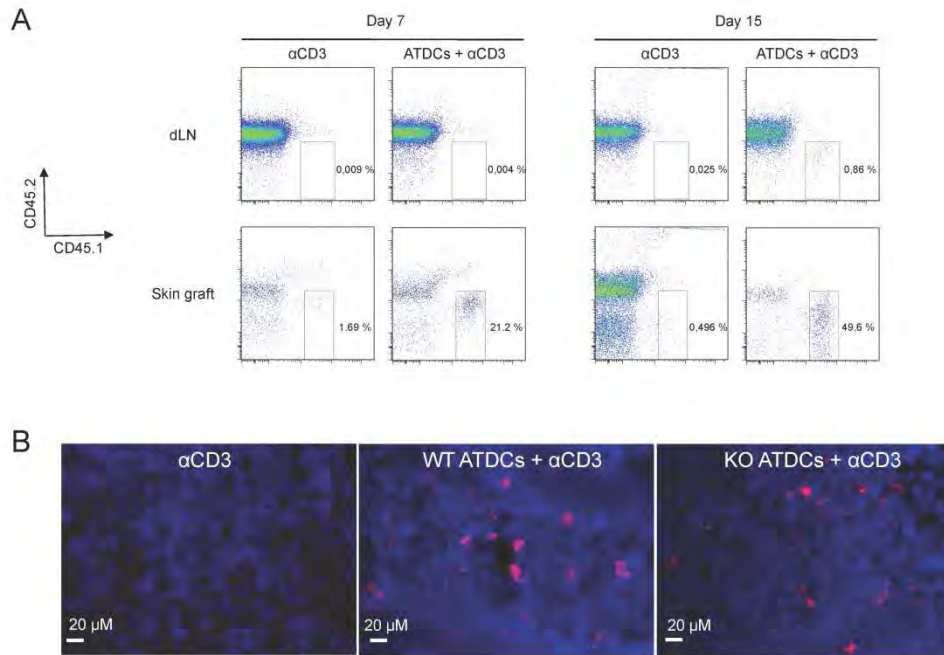 A
Day 7
Day 15
αCD3
ATDCs + αCD3
αCD3
ATDCs + αCD3
dLN
0,009 %
0,004 %
0,025 %
0,86 %
CD45.2
CD45.1
Skin graft
1.69 %
21.2 %
0,496 %
49,6 %
B
αCD3
WT ATDCs + αCD3
KO ATDCs + αCD3
20 µM
20 µM
20 µM